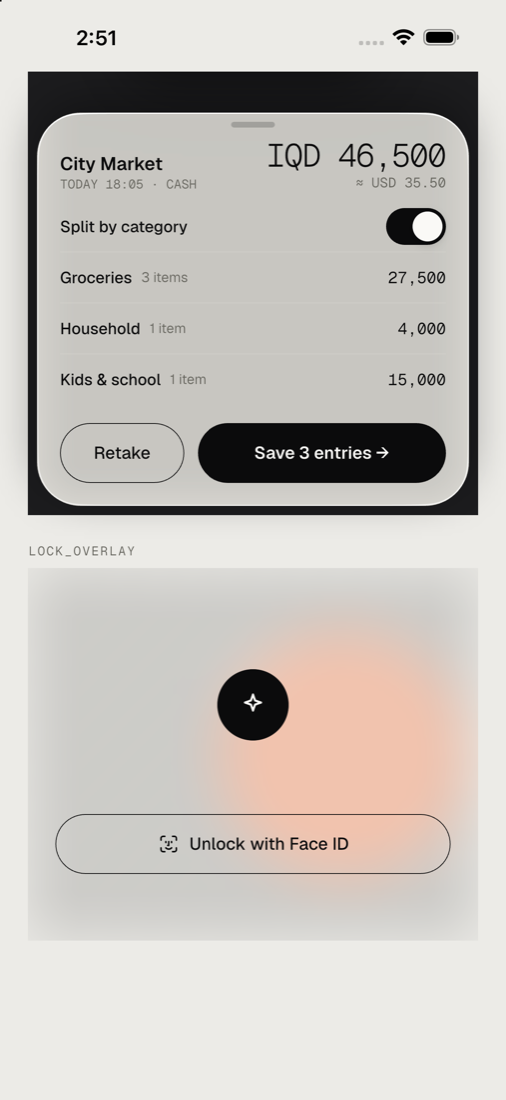 2:51
City Market
IQD 46,500
TODAY 18:05 · CASH
≈ USD 35.50
Split by category
Groceries 3 items 27,500
Household 1 item 4,000
Kids & school 1 item 15,000
Retake
Save 3 entries →
LOCK_OVERLAY
Unlock with Face ID